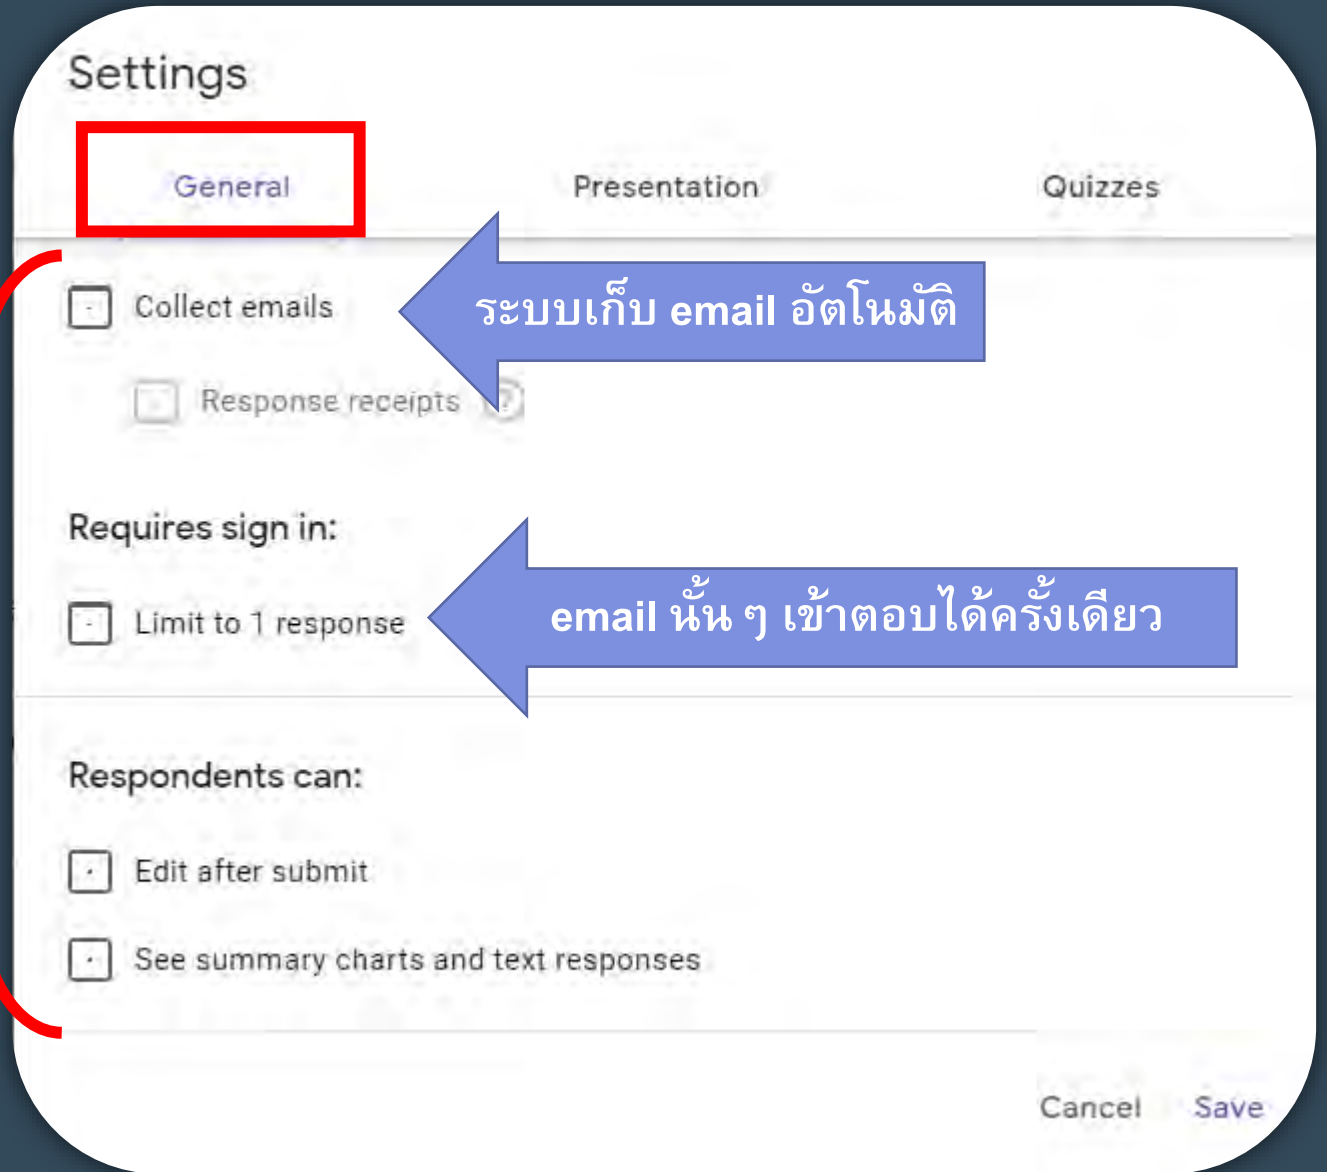 Settings
General Presentation Quizzes
Collect emails
ระบบเก็บ email อัตโนมัติ
Response receipts ?
Requires sign in:
Limit to 1 response
email นั้น ๆ เข้าตอบได้ครั้งเดียว
Respondents can:
Edit after submit
See summary charts and text responses
Cancel Save